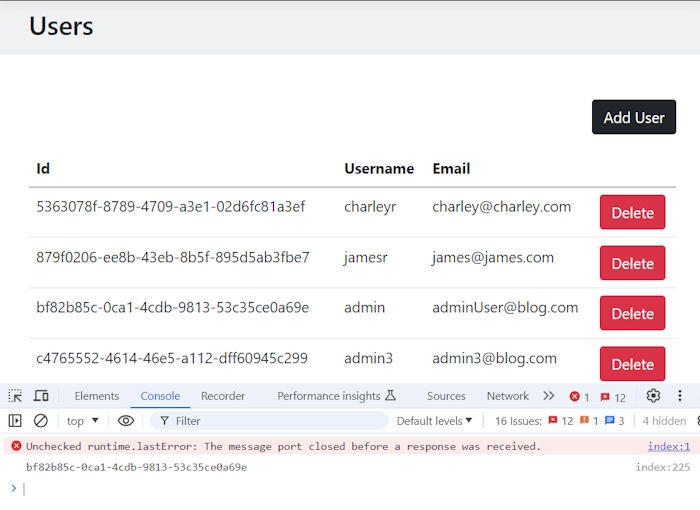 Users
Add User
Id Username Email
5363078f-8789-4709-a3e1-02d6fc81a3ef charleyr charley@charley.com Delete
879f0206-ee8b-43eb-8b5f-895d5ab3fbe7 jamesr james@james.com Delete
bf82b85c-0ca1-4cdb-9813-53c35ce0a69e admin adminUser@blog.com Delete
c4765552-4614-46e5-a112-dff60945c299 admin3 admin3@blog.com Delete
Elements Console Recorder Performance insights Sources Network 1 12
top Filter Default levels 16 Issues: 12 1 3 4 hidden
Unchecked runtime.lastError: The message port closed before a response was received. index:1
bf82b85c-0ca1-4cdb-9813-53c35ce0a69e index:225